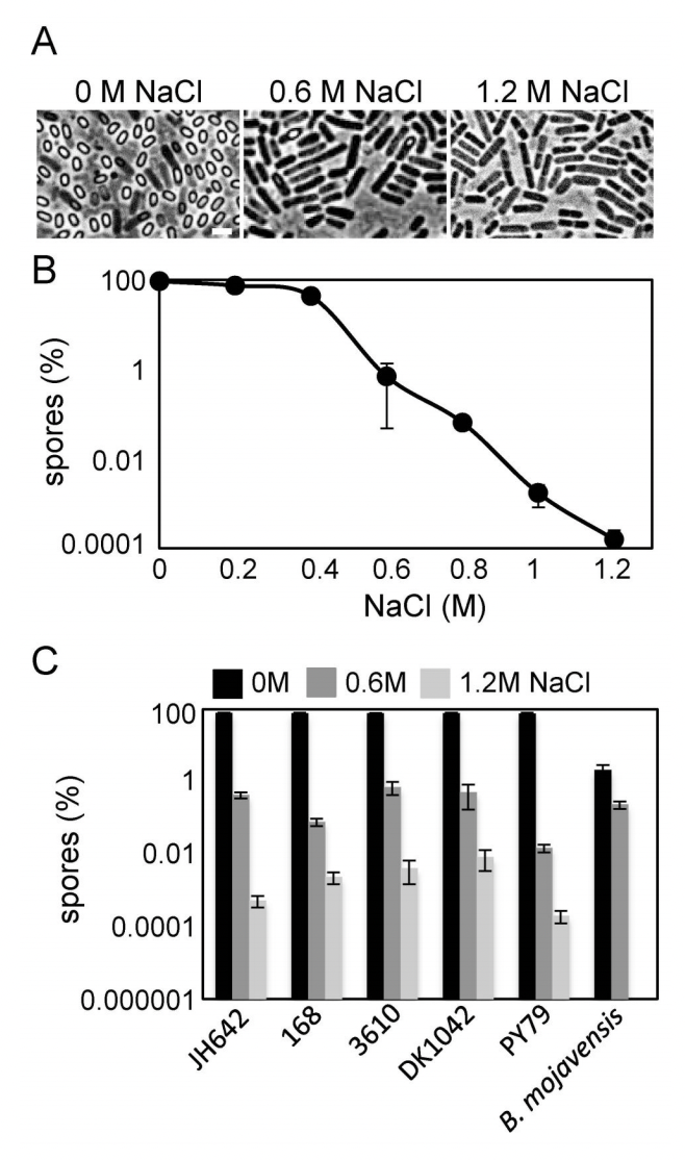 A
0 M NaCl 0.6 M NaCl 1.2 M NaCl
B
100
1
0.01
0.0001
spores (%)
0 0.2 0.4 0.6 0.8 1 1.2
NaCl (M)
C
0M 0.6M 1.2M NaCl
100
1
0.01
0.0001
0.000001
spores (%)
JH642 168 3610 DK1042 PY79 B. mojavensis